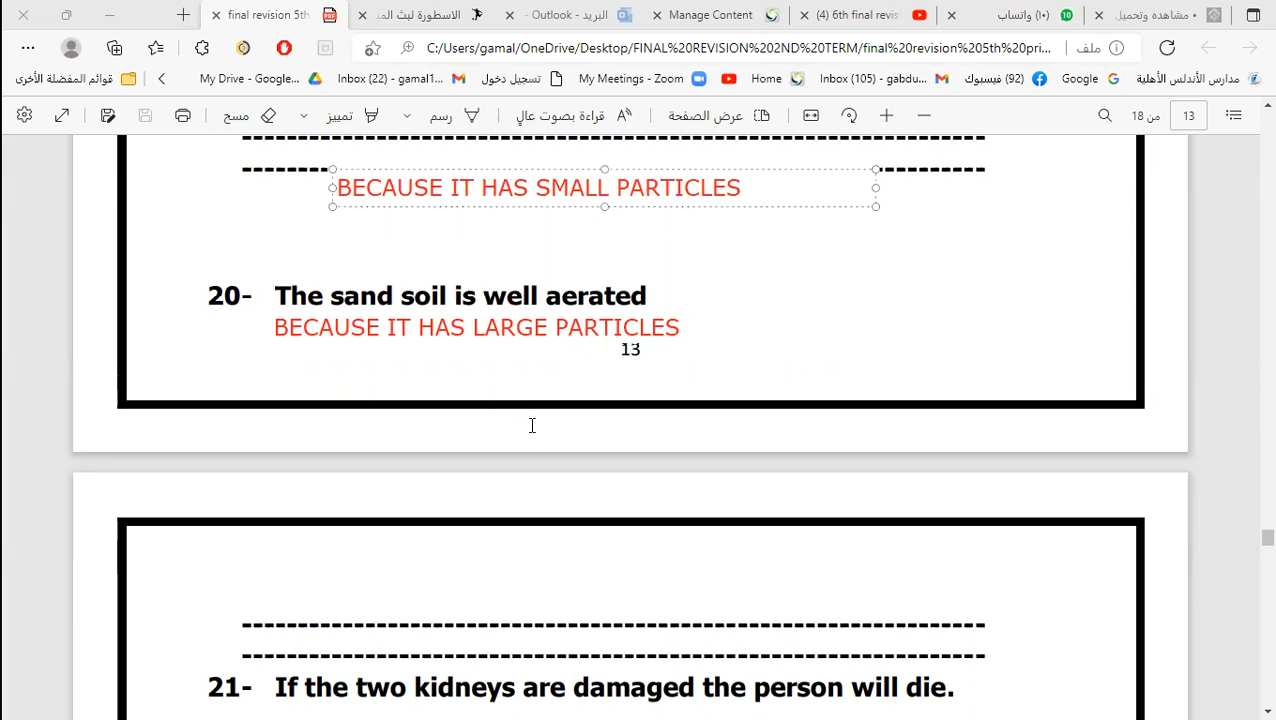 final revision 5th
الاسطورة لبث الم
البريد - Outlook
Manage Content
(4) 6th final revis
(١٠) واتساب
مشاهده وتحميل
C:/Users/gamal/OneDrive/Desktop/FINAL%20REVISION%202ND%20TERM/final%20revision%205th%20pri...
ملف
قوائم المفضلة الأخرى
My Drive - Google...
Inbox (22) - gamal1...
تسجيل دخول
My Meetings - Zoom
Home
Inbox (105) - gabdu...
(92) فيسبوك
Google
مدارس الأندلس الأهلية
مسح
تمييز
رسم
قراءة بصوت عالٍ
عرض الصفحة
من 18
13
BECAUSE IT HAS SMALL PARTICLES
20- The sand soil is well aerated
BECAUSE IT HAS LARGE PARTICLES
13
21- If the two kidneys are damaged the person will die.